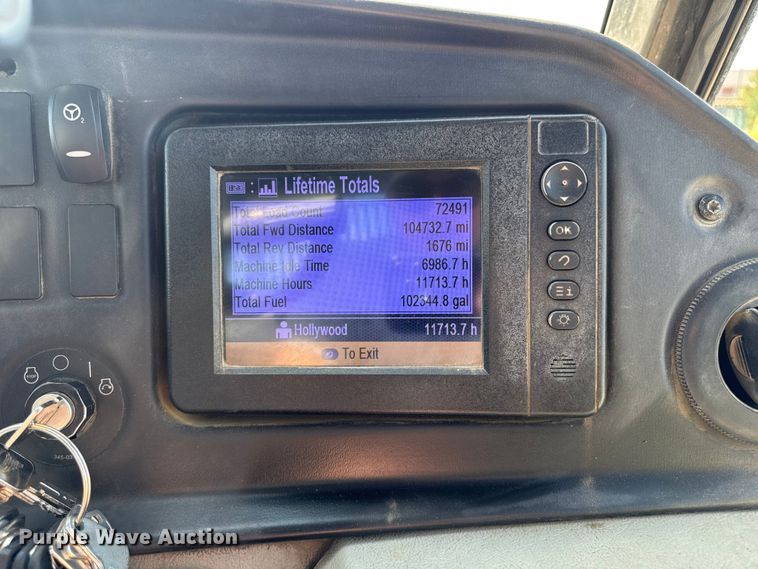 2
Lifetime Totals
Total Load Count 72491
Total Fwd Distance 104732.7 mi
Total Rev Distance 1676 mi
Machine Idle Time 6986.7 h
Machine Hours 11713.7 h
Total Fuel 102344.8 gal
Hollywood 11713.7 h
To Exit
OK
i
STOP
Purple Wave Auction